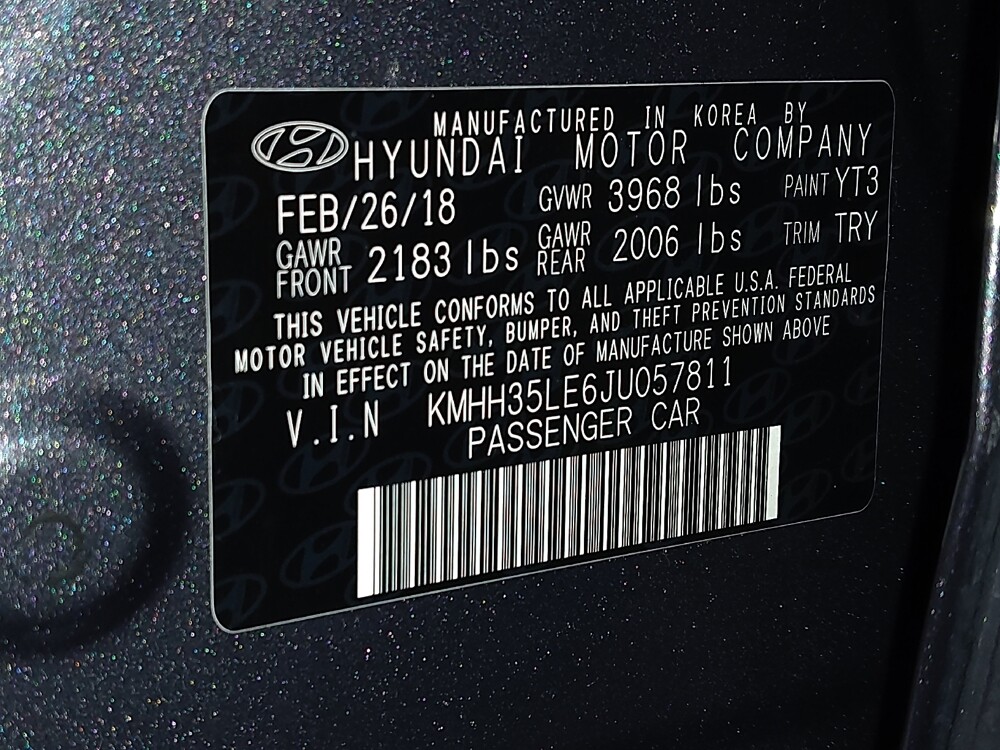 MANUFACTURED IN KOREA BY
HYUNDAI MOTOR COMPANY
FEB/26/18 GVWR 3968 lbs PAINT YT3
GAWR FRONT 2183 lbs GAWR REAR 2006 lbs TRIM TRY
THIS VEHICLE CONFORMS TO ALL APPLICABLE U.S.A. FEDERAL
MOTOR VEHICLE SAFETY, BUMPER, AND THEFT PREVENTION STANDARDS
IN EFFECT ON THE DATE OF MANUFACTURE SHOWN ABOVE
V.I.N KMHH35LE6JU057811
PASSENGER CAR